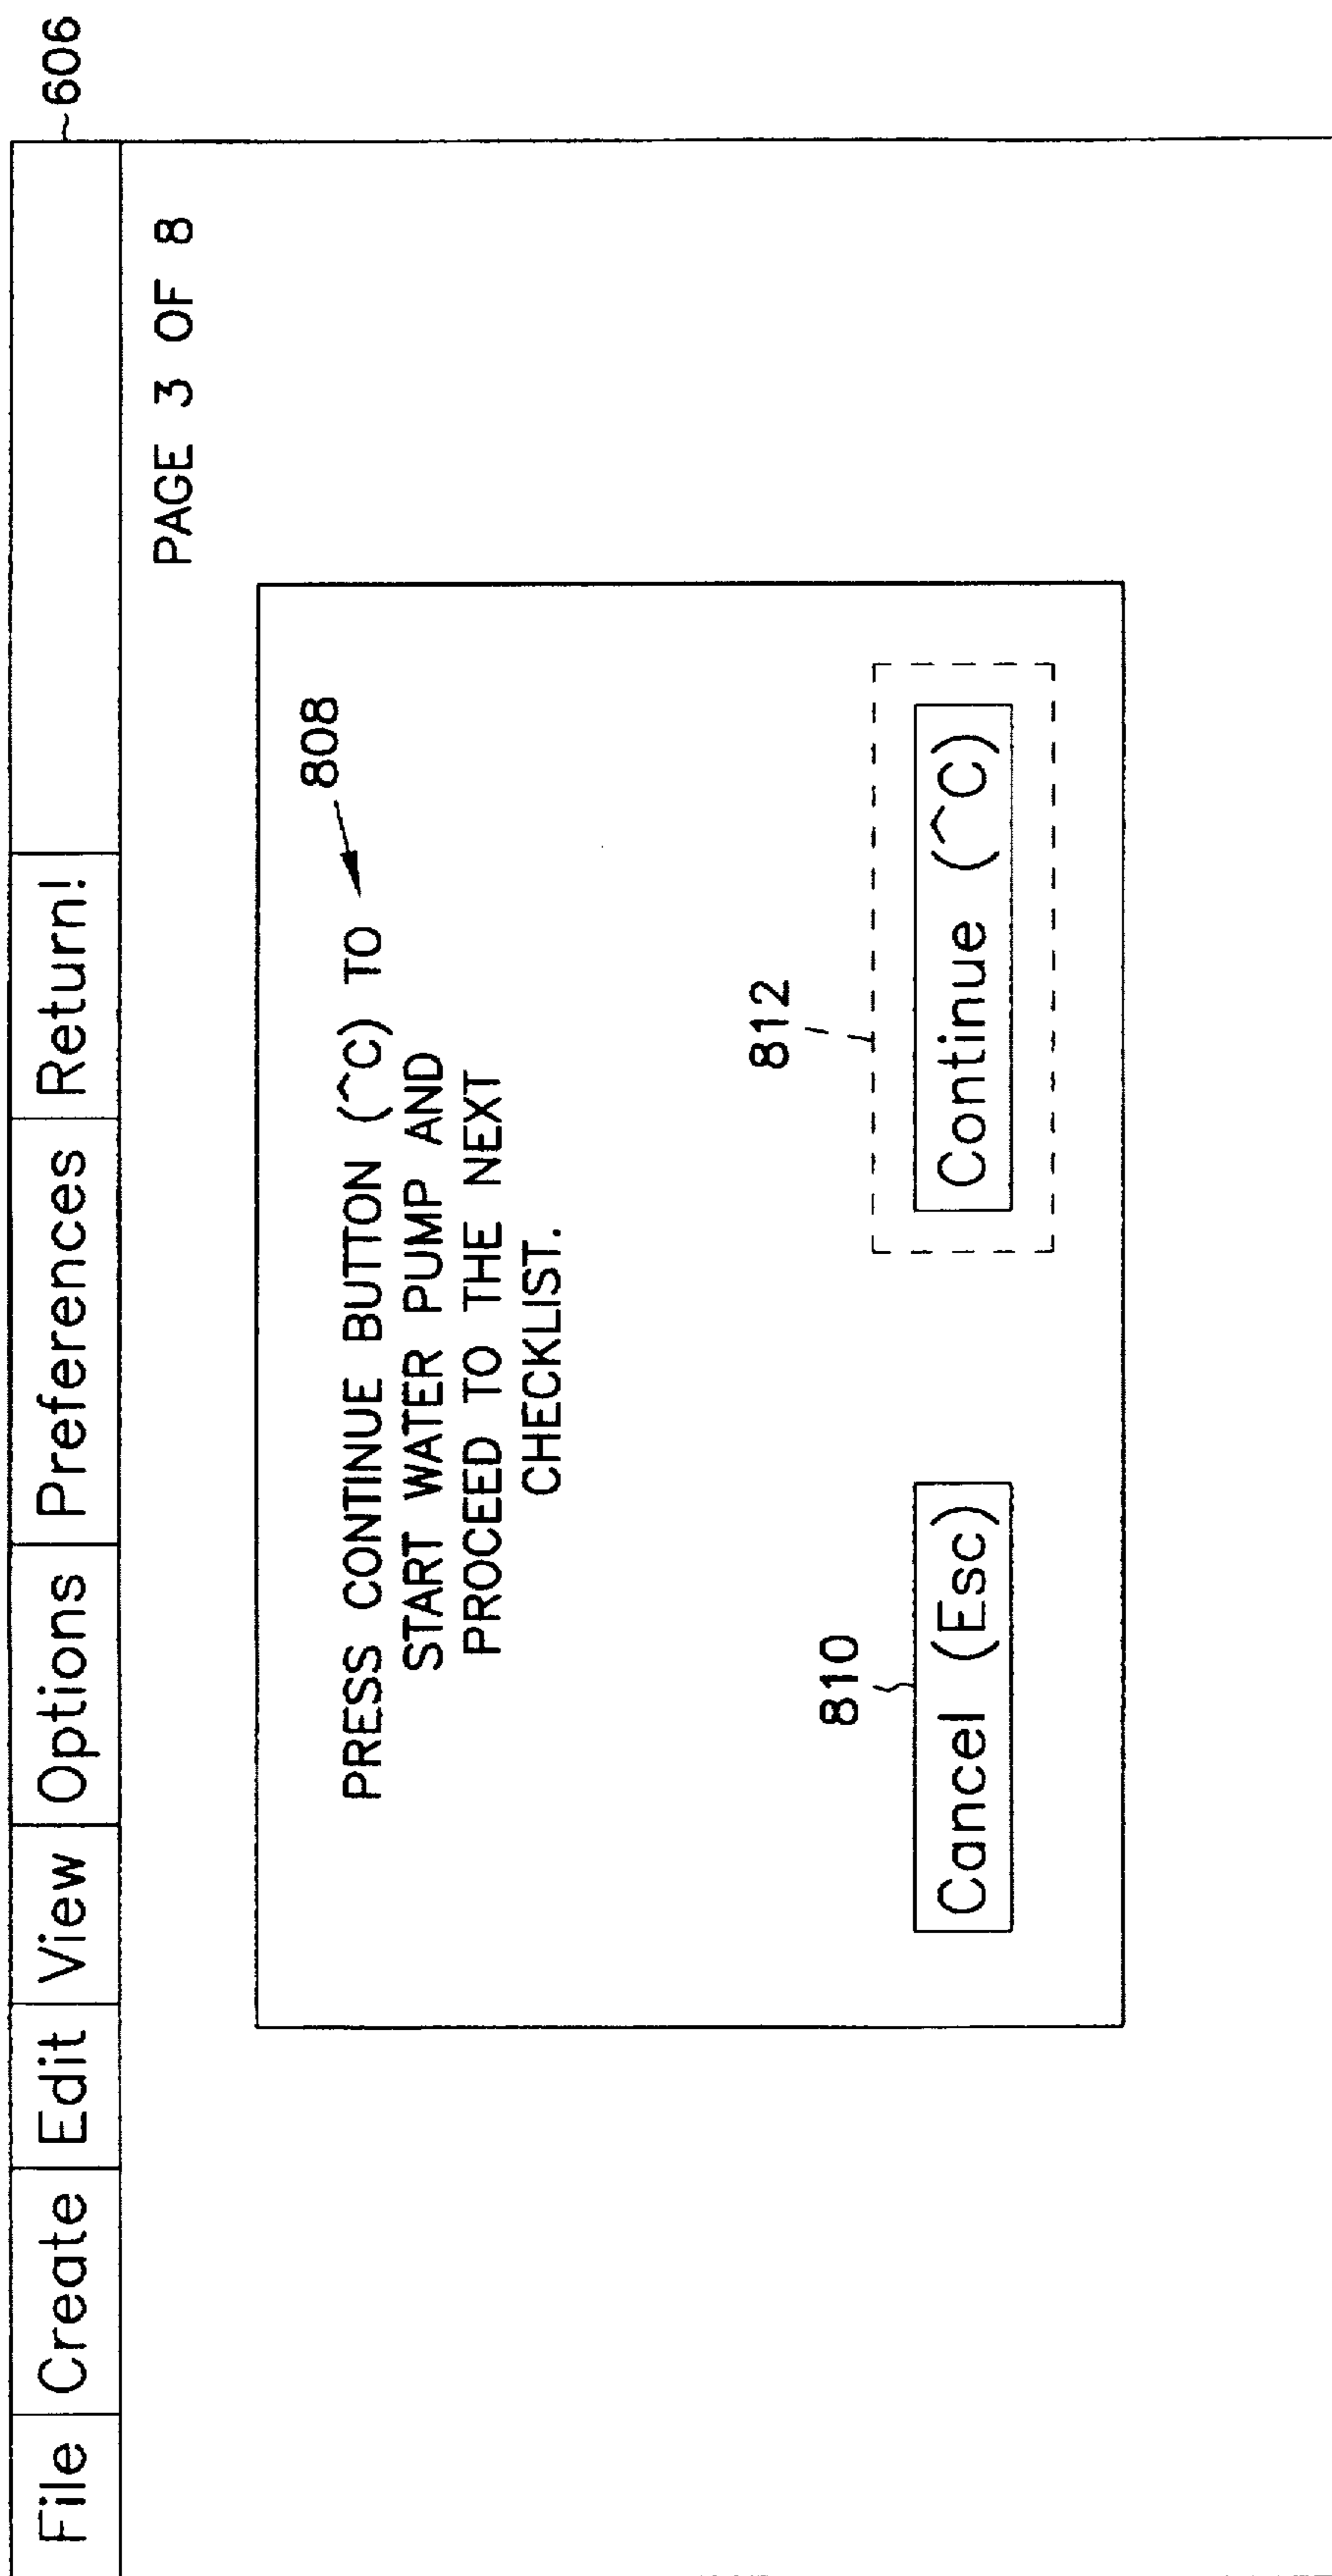 File Create Edit View Options Preferences Return!
606
PAGE 3 OF 8
808
PRESS CONTINUE BUTTON (^C) TO
START WATER PUMP AND
PROCEED TO THE NEXT
CHECKLIST.
812
810
Cancel (Esc) Continue (^C)